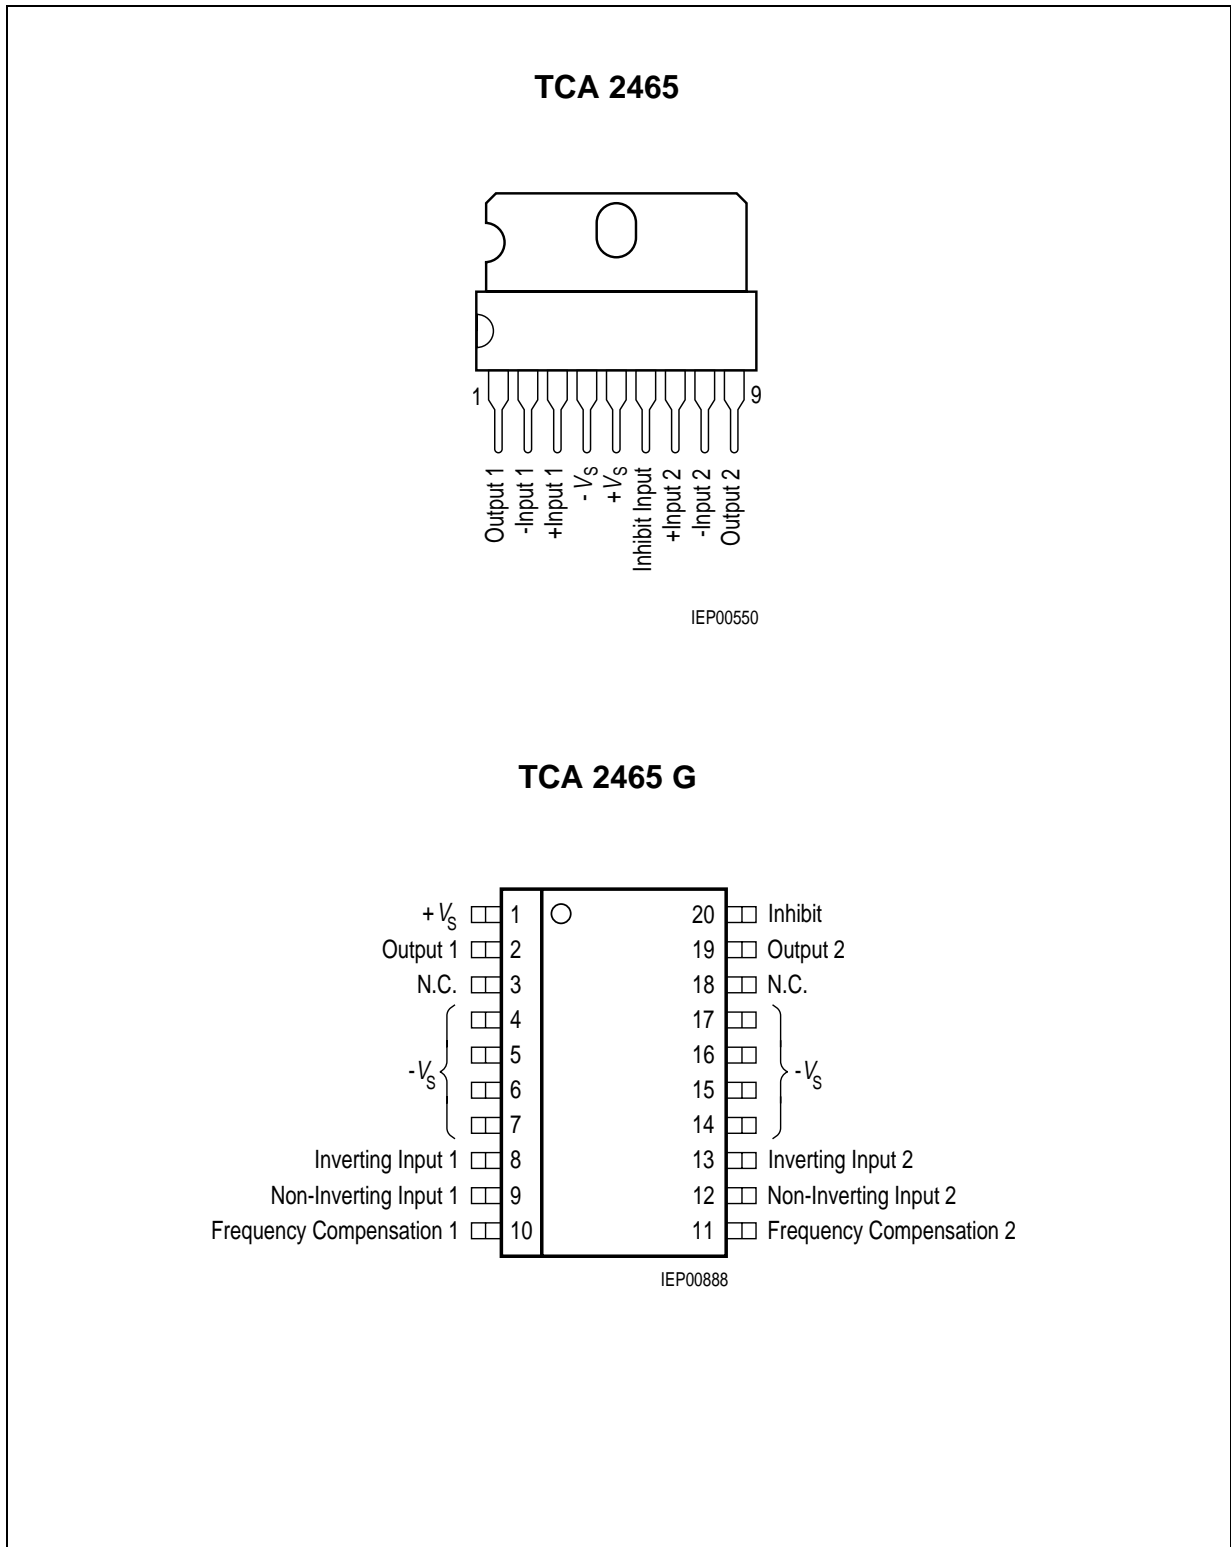 TCA 2465
1
9
Output 1
-Input 1
+Input 1
- VS
+VS
Inhibit Input
+Input 2
-Input 2
Output 2
IEP00550
TCA 2465 G
+ VS 1 20 Inhibit
Output 1 2 19 Output 2
N.C. 3 18 N.C.
4 17
5 16
-VS -VS
6 15
7 14
Inverting Input 1 8 13 Inverting Input 2
Non-Inverting Input 1 9 12 Non-Inverting Input 2
Frequency Compensation 1 10 11 Frequency Compensation 2
IEP00888